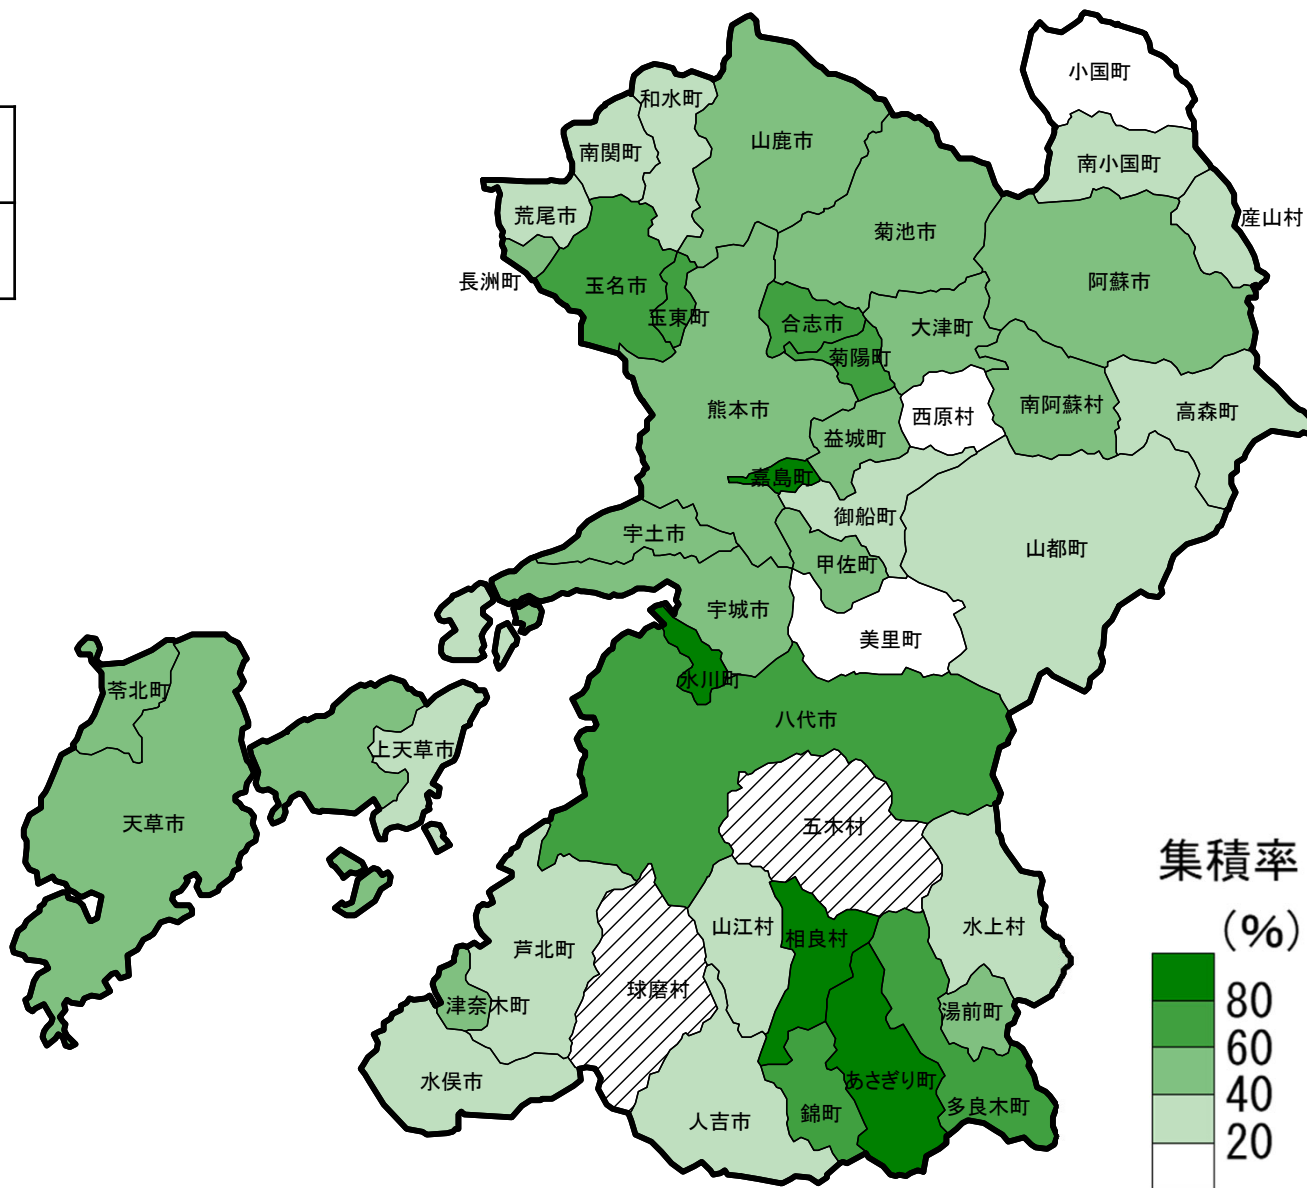 小国町
和水町
山鹿市
南関町
南小国町
荒尾市
産山村
菊池市
長洲町
玉名市
阿蘇市
玉東町
合志市
大津町
菊陽町
熊本市
西原村
南阿蘇村
高森町
益城町
嘉島町
御船町
宇土市
山都町
甲佐町
宇城市
美里町
氷川町
苓北町
八代市
上天草市
天草市
五木村
集積率
(%)
山江村
相良村
水上村
芦北町
球磨村
津奈木町
湯前町
80
60
水俣市
あさぎり町
40
人吉市
錦町
多良木町
20